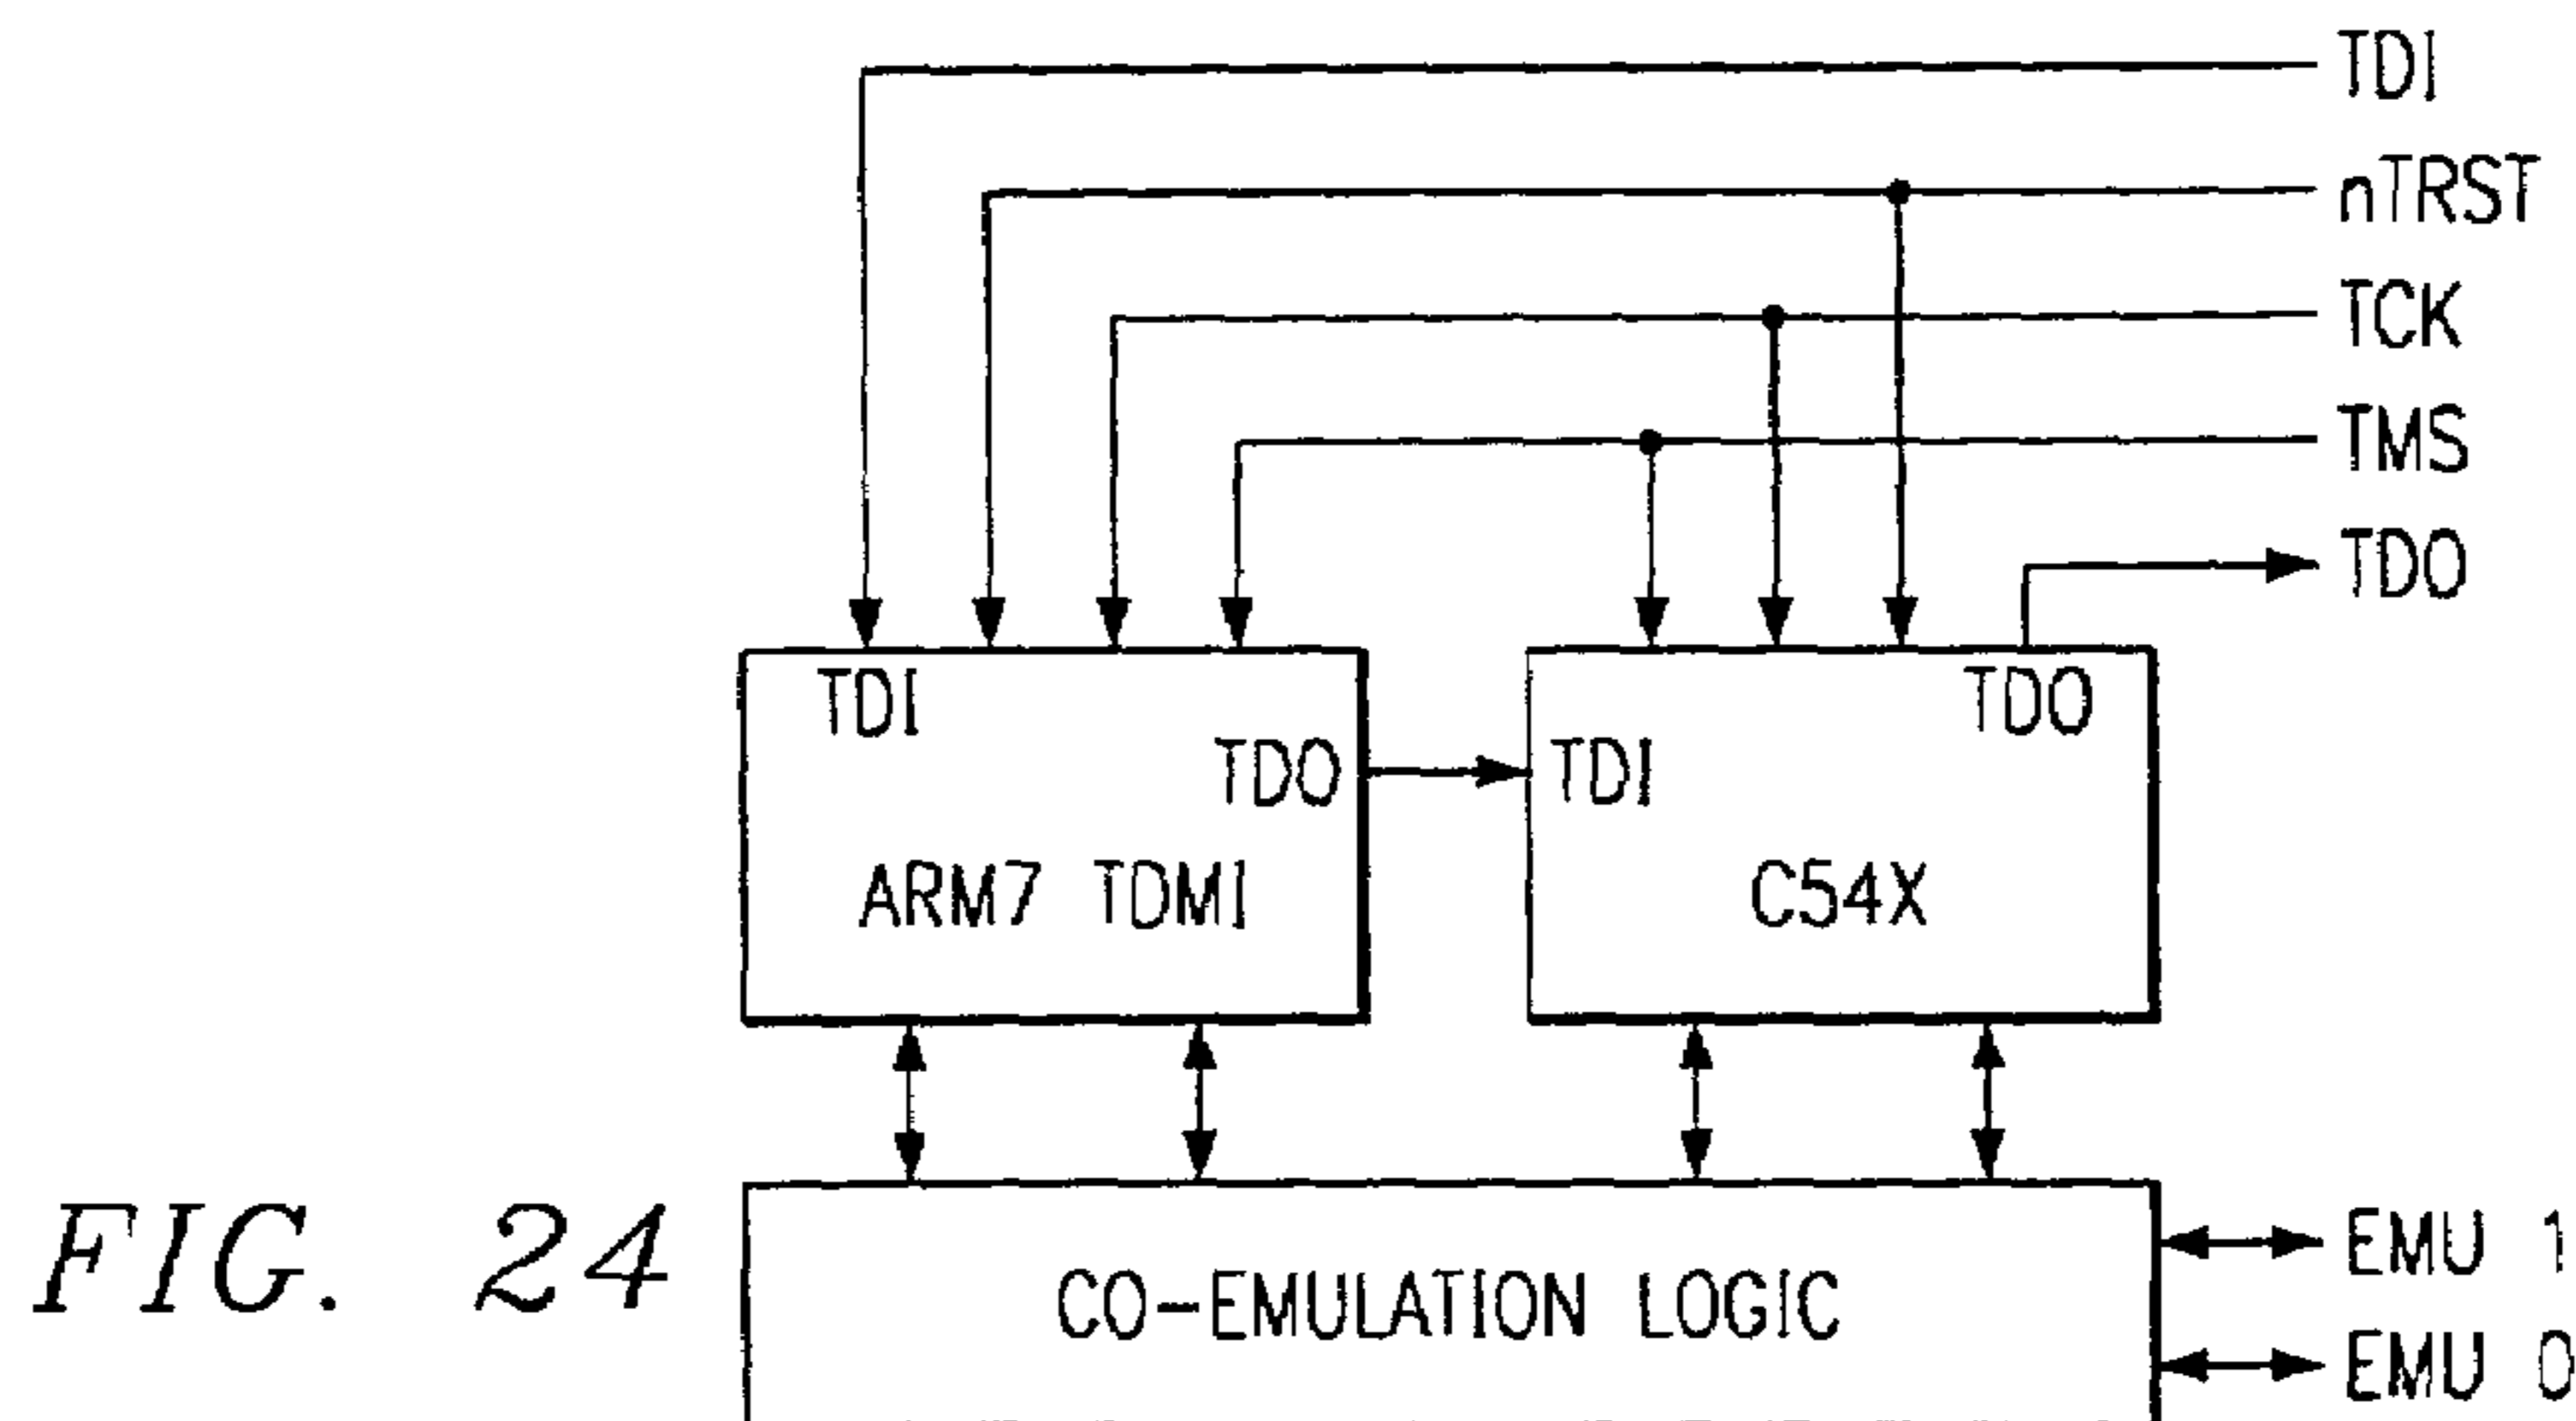 TDI
nTRST
TCK
TMS
TDO
TDI
TDO
TDO
TDI
ARM7 TDMI
C54X
FIG. 24
CO-EMULATION LOGIC
EMU 1
EMU 0